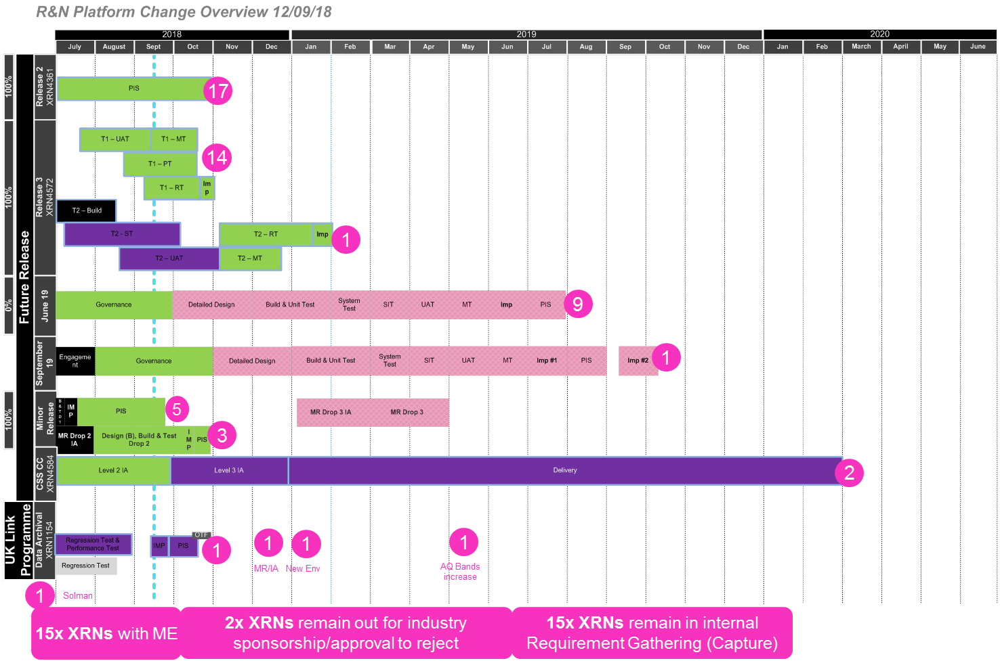 R&N Platform Change Overview 12/09/18
2018
2019
2020
July August Sept Oct Nov Dec Jan Feb Mar Apr May Jun Jul Aug Sep Oct Nov Dec Jan Feb March April May June
Future Release
100%
Release 2
XRN4361
PIS
17
100%
Release 3
XRN4572
T1 – UAT
T1 – MT
T1 – PT
14
T1 – RT
Im
p
T2 – Build
T2 - ST
T2 – RT
Imp
1
T2 – UAT
T2 – MT
0%
June 19
Governance
Detailed Design
Build & Unit Test
System
Test
SIT
UAT
MT
Imp
PIS
9
September
19
Engageme
nt
Governance
Detailed Design
Build & Unit Test
System
Test
SIT
UAT
MT
Imp #1
PIS
Imp #2
1
100%
Minor
Release
B
&
T
D
1
IM
P
PIS
5
MR Drop 3 IA
MR Drop 3
MR Drop 2
IA
Design (B), Build & Test
Drop 2
I
M
P
PIS
3
CSS CC
XRN4584
Level 2 IA
Level 3 IA
Delivery
2
UK Link
Programme
Data Archival
XRN1154
Regression Test &
Performance Test
IMP
PIS
OTF
1
1
MR/IA
1
New Env
1
AQ Bands
increase
Regression Test
1
Solman
15x XRNs with ME
2x XRNs remain out for industry
sponsorship/approval to reject
15x XRNs remain in internal
Requirement Gathering (Capture)